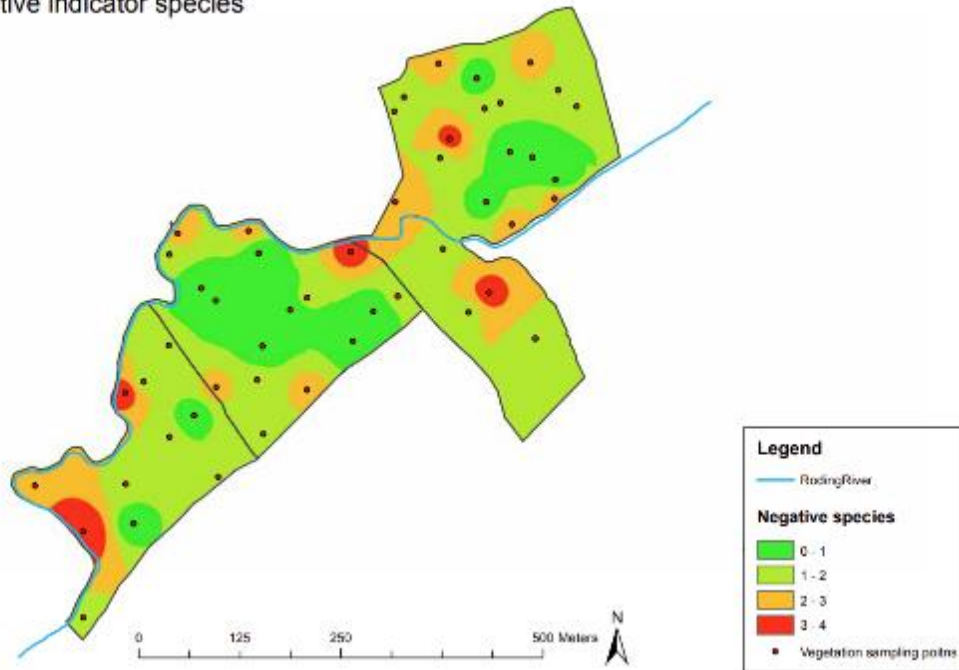 tive indicator species
0 125 250 500 Meters
N
Legend
RodingRiver
Negative species
0 - 1
1 - 2
2 - 3
3 - 4
Vegetation sampling poitns